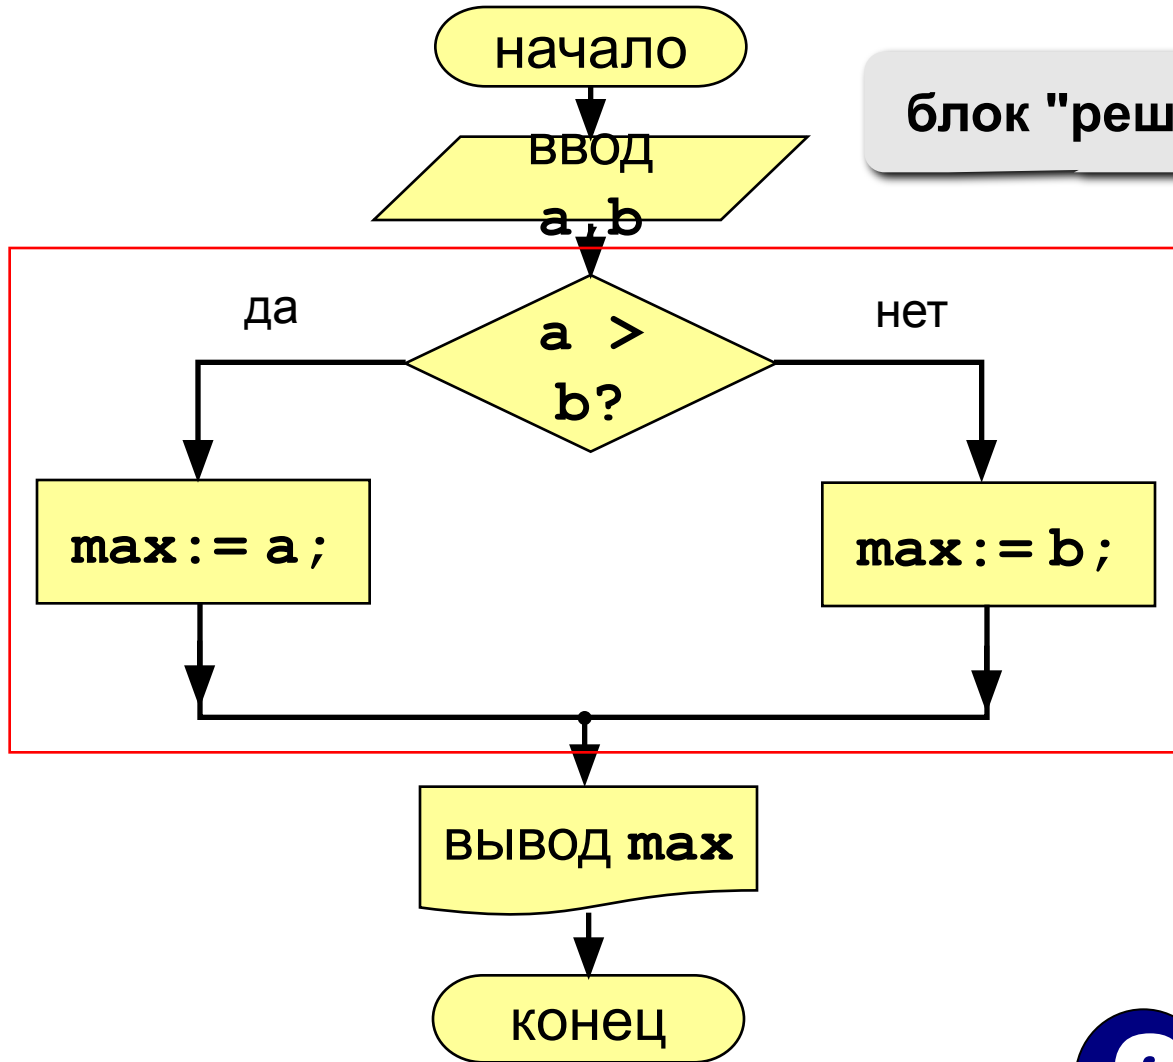 начало
блок "реш
ввод
a,b
да
нет
a >
b?
max:= a;
max:= b;
вывод max
конец